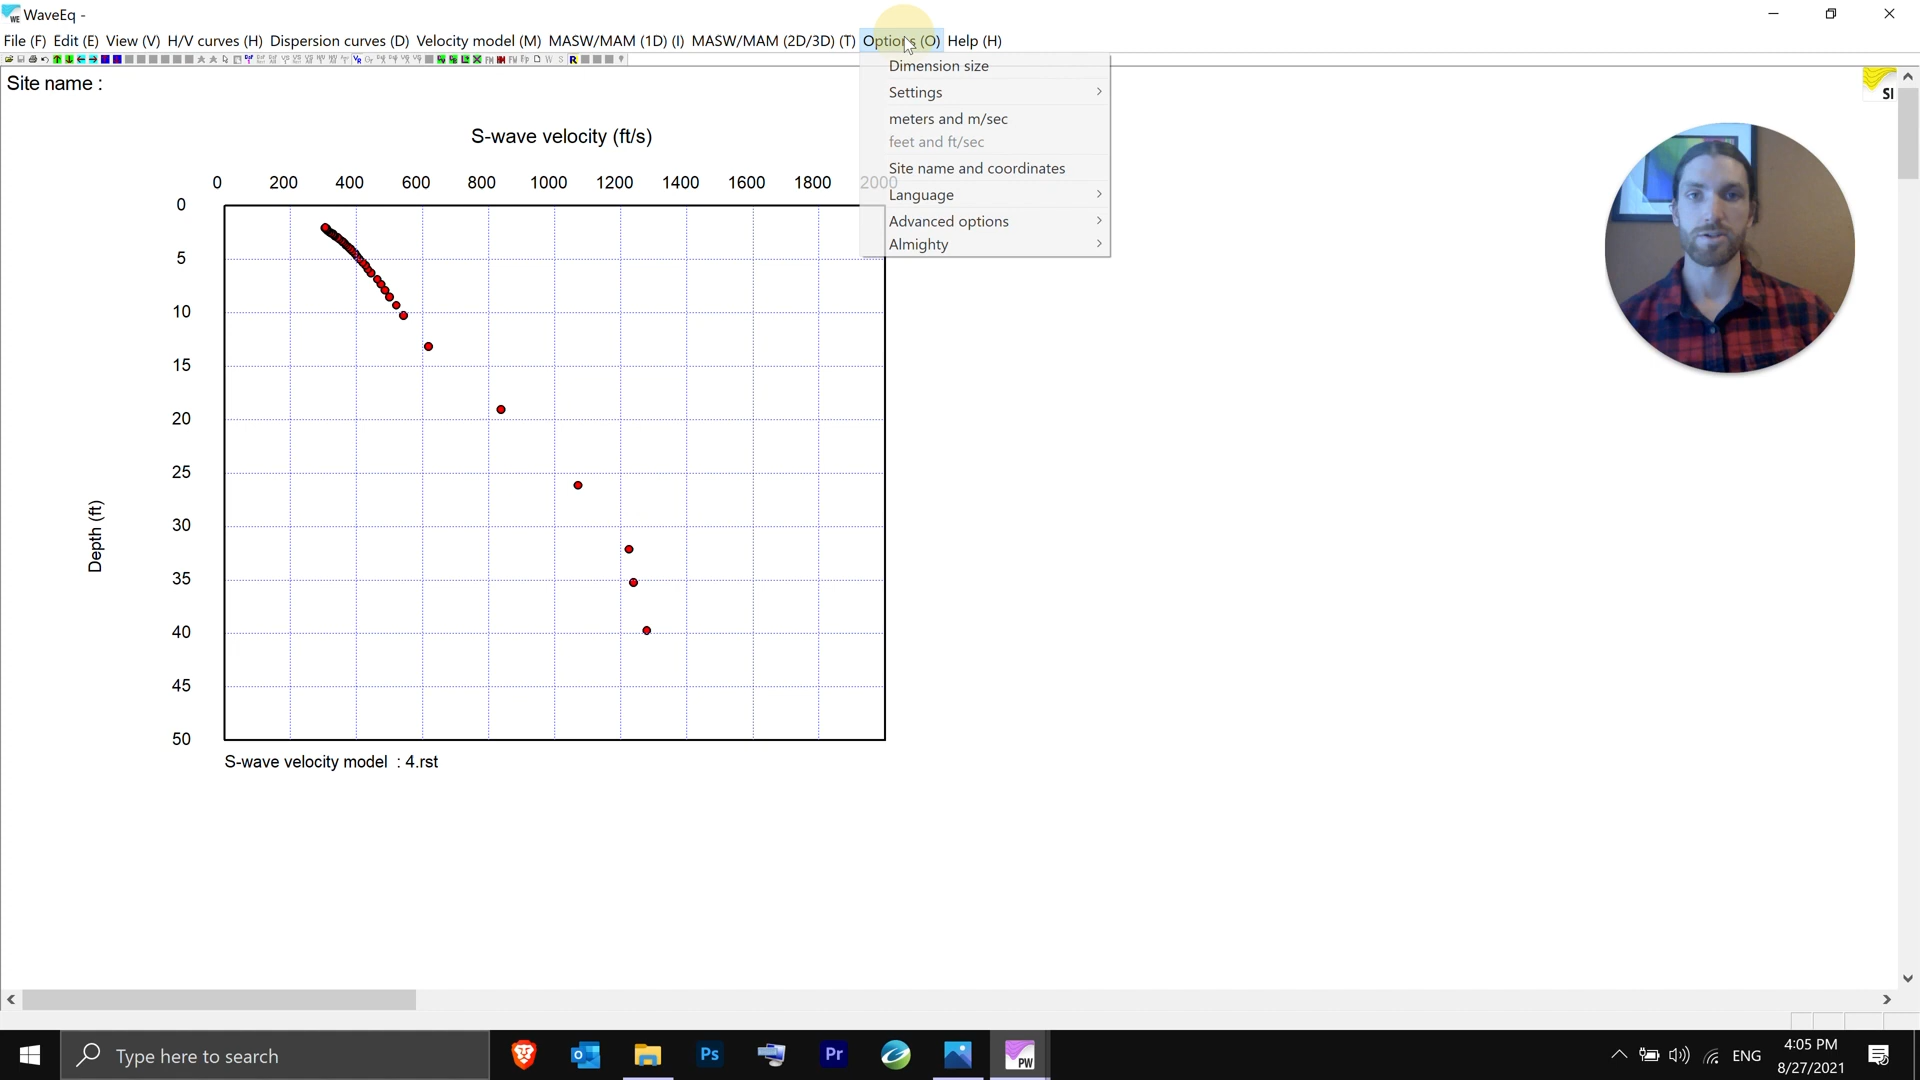 WaveEq -
File (F) Edit (E) View (V) H/V curves (H) Dispersion curves (D) Velocity model (M) MASW/MAM (1D) (I) MASW/MAM (2D/3D) (T) Options (O) Help (H)
Site name :
SI
Dimension size
Settings
meters and m/sec
feet and ft/sec
Site name and coordinates
Language
Advanced options
Almighty
S-wave velocity (ft/s)
0 200 400 600 800 1000 1200 1400 1600 1800 2000
0
5
10
15
20
25
30
35
40
45
50
Depth (ft)
S-wave velocity model : 4.rst
Type here to search
Ps
Pr
PW
ENG
4:05 PM
8/27/2021